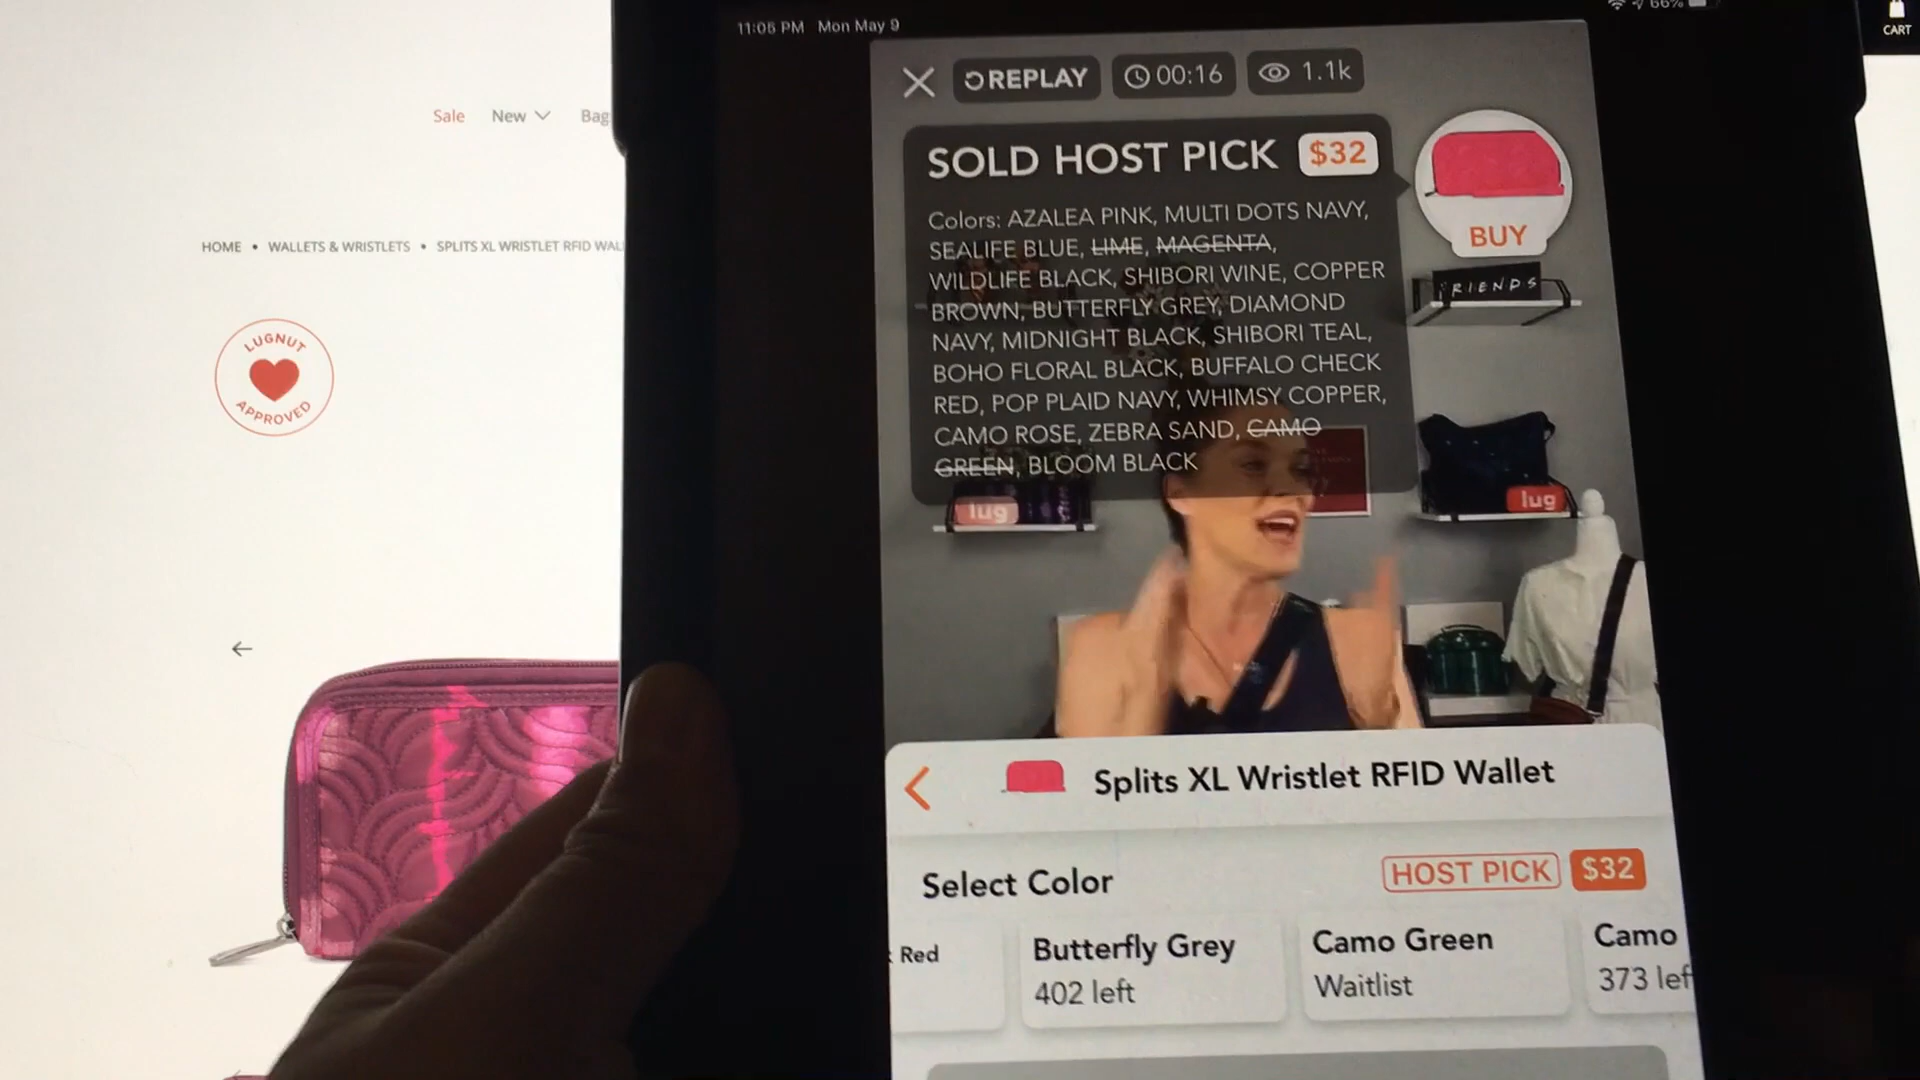 11:05 PM Mon May 9
66%
CART
Sale New Bag
HOME • WALLETS & WRISTLETS • SPLITS XL WRISTLET RFID WAL
LUGNUT
APPROVED
REPLAY 00:16 1.1k
SOLD HOST PICK $32
Colors: AZALEA PINK, MULTI DOTS NAVY,
SEALIFE BLUE, LIME, MAGENTA,
WILDLIFE BLACK, SHIBORI WINE, COPPER
BROWN, BUTTERFLY GREY, DIAMOND
NAVY, MIDNIGHT BLACK, SHIBORI TEAL,
BOHO FLORAL BLACK, BUFFALO CHECK
RED, POP PLAID NAVY, WHIMSY COPPER,
CAMO ROSE, ZEBRA SAND, CAMO
GREEN, BLOOM BLACK
BUY
FRIENDS
lug
lug
Splits XL Wristlet RFID Wallet
Select Color HOST PICK $32
Red
Butterfly Grey
402 left
Camo Green
Waitlist
Camo
373 lef